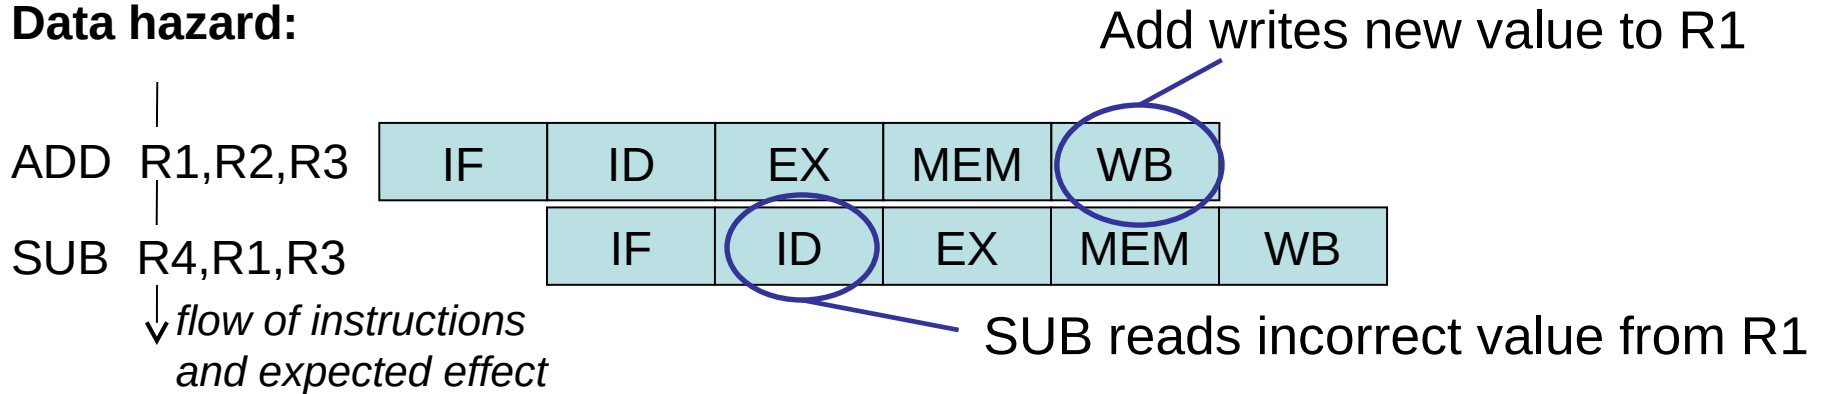 Data hazard:
Add writes new value to R1
ADD R1,R2,R3 IF ID EX MEM WB
SUB R4,R1,R3 IF ID EX MEM WB
flow of instructions
and expected effect
SUB reads incorrect value from R1